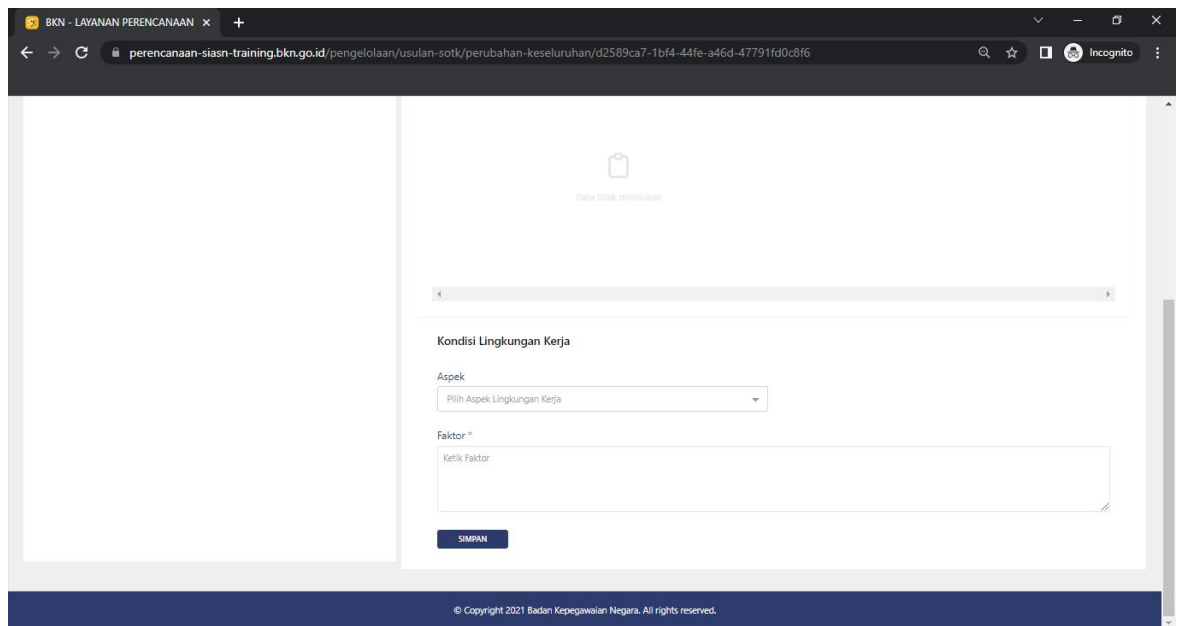 BKN - LAYANAN PERENCANAAN
perencanaan-siasn-training.bkn.go.id/pengelolaan/usulan-sotk/perubahan-keseluruhan/d2589ca7-1bf4-44fe-a46d-47791fd0c8f6
Incognito
Data tidak ditemukan
Kondisi Lingkungan Kerja
Aspek
Pilih Aspek Lingkungan Kerja
Faktor *
Ketik Faktor
SIMPAN
© Copyright 2021 Badan Kepegawaian Negara. All rights reserved.